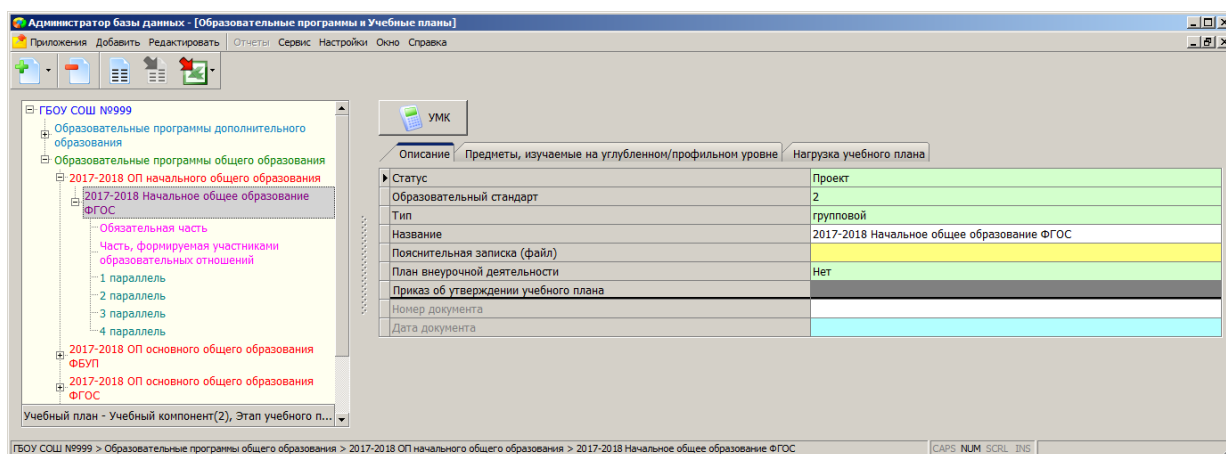 Администратор базы данных - [Образовательные программы и Учебные планы]
Приложения Добавить Редактировать Отчеты Сервис Настройки Окно Справка
ГБОУ СОШ №999
Образовательные программы дополнительного
образования
Образовательные программы общего образования
2017-2018 ОП начального общего образования
2017-2018 Начальное общее образование
ФГОС
Обязательная часть
Часть, формируемая участниками
образовательных отношений
1 параллель
2 параллель
3 параллель
4 параллель
2017-2018 ОП основного общего образования
ФБУП
2017-2018 ОП основного общего образования
ФГОС
Учебный план - Учебный компонент(2), Этап учебного п...
УМК
Описание Предметы, изучаемые на углубленном/профильном уровне Нагрузка учебного плана
Статус Проект
Образовательный стандарт 2
Тип групповой
Название 2017-2018 Начальное общее образование ФГОС
Пояснительная записка (файл)
План внеурочной деятельности Нет
Приказ об утверждении учебного плана
Номер документа
Дата документа
ГБОУ СОШ №999 > Образовательные программы общего образования > 2017-2018 ОП начального общего образования > 2017-2018 Начальное общее образование ФГОС CAPS NUM SCRL INS